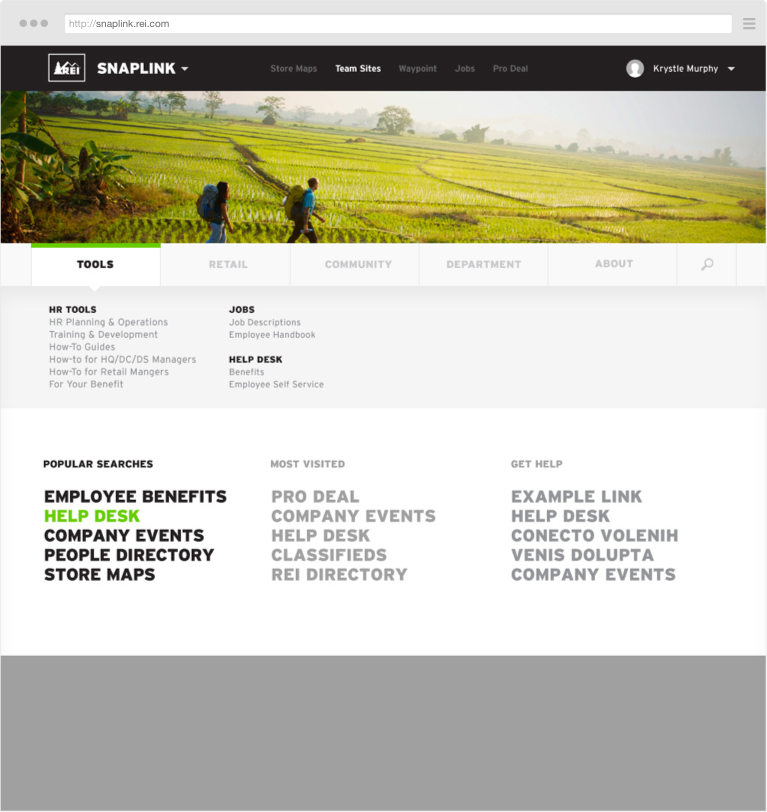 http://snaplink.rei.com
REI SNAPLINK Store Maps Team Sites Waypoint Jobs Pro Deal Krystle Murphy
TOOLS RETAIL COMMUNITY DEPARTMENT ABOUT
HR TOOLS
HR Planning & Operations
Training & Development
How-To Guides
How-to for HQ/DC/DS Managers
How-To for Retail Mangers
For Your Benefit
JOBS
Job Descriptions
Employee Handbook
HELP DESK
Benefits
Employee Self Service
POPULAR SEARCHES
EMPLOYEE BENEFITS
HELP DESK
COMPANY EVENTS
PEOPLE DIRECTORY
STORE MAPS
MOST VISITED
PRO DEAL
COMPANY EVENTS
HELP DESK
CLASSIFIEDS
REI DIRECTORY
GET HELP
EXAMPLE LINK
HELP DESK
CONECTO VOLENIH
VENIS DOLUPTA
COMPANY EVENTS